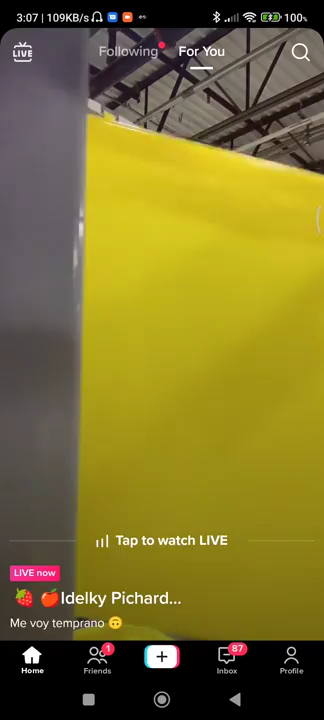 3:07 | 109KB/s 100%
LIVE Following For You
Tap to watch LIVE
LIVE now
🍓 🍎Idelky Pichard...
Me voy temprano 🙃
1 87
Home Friends Inbox Profile